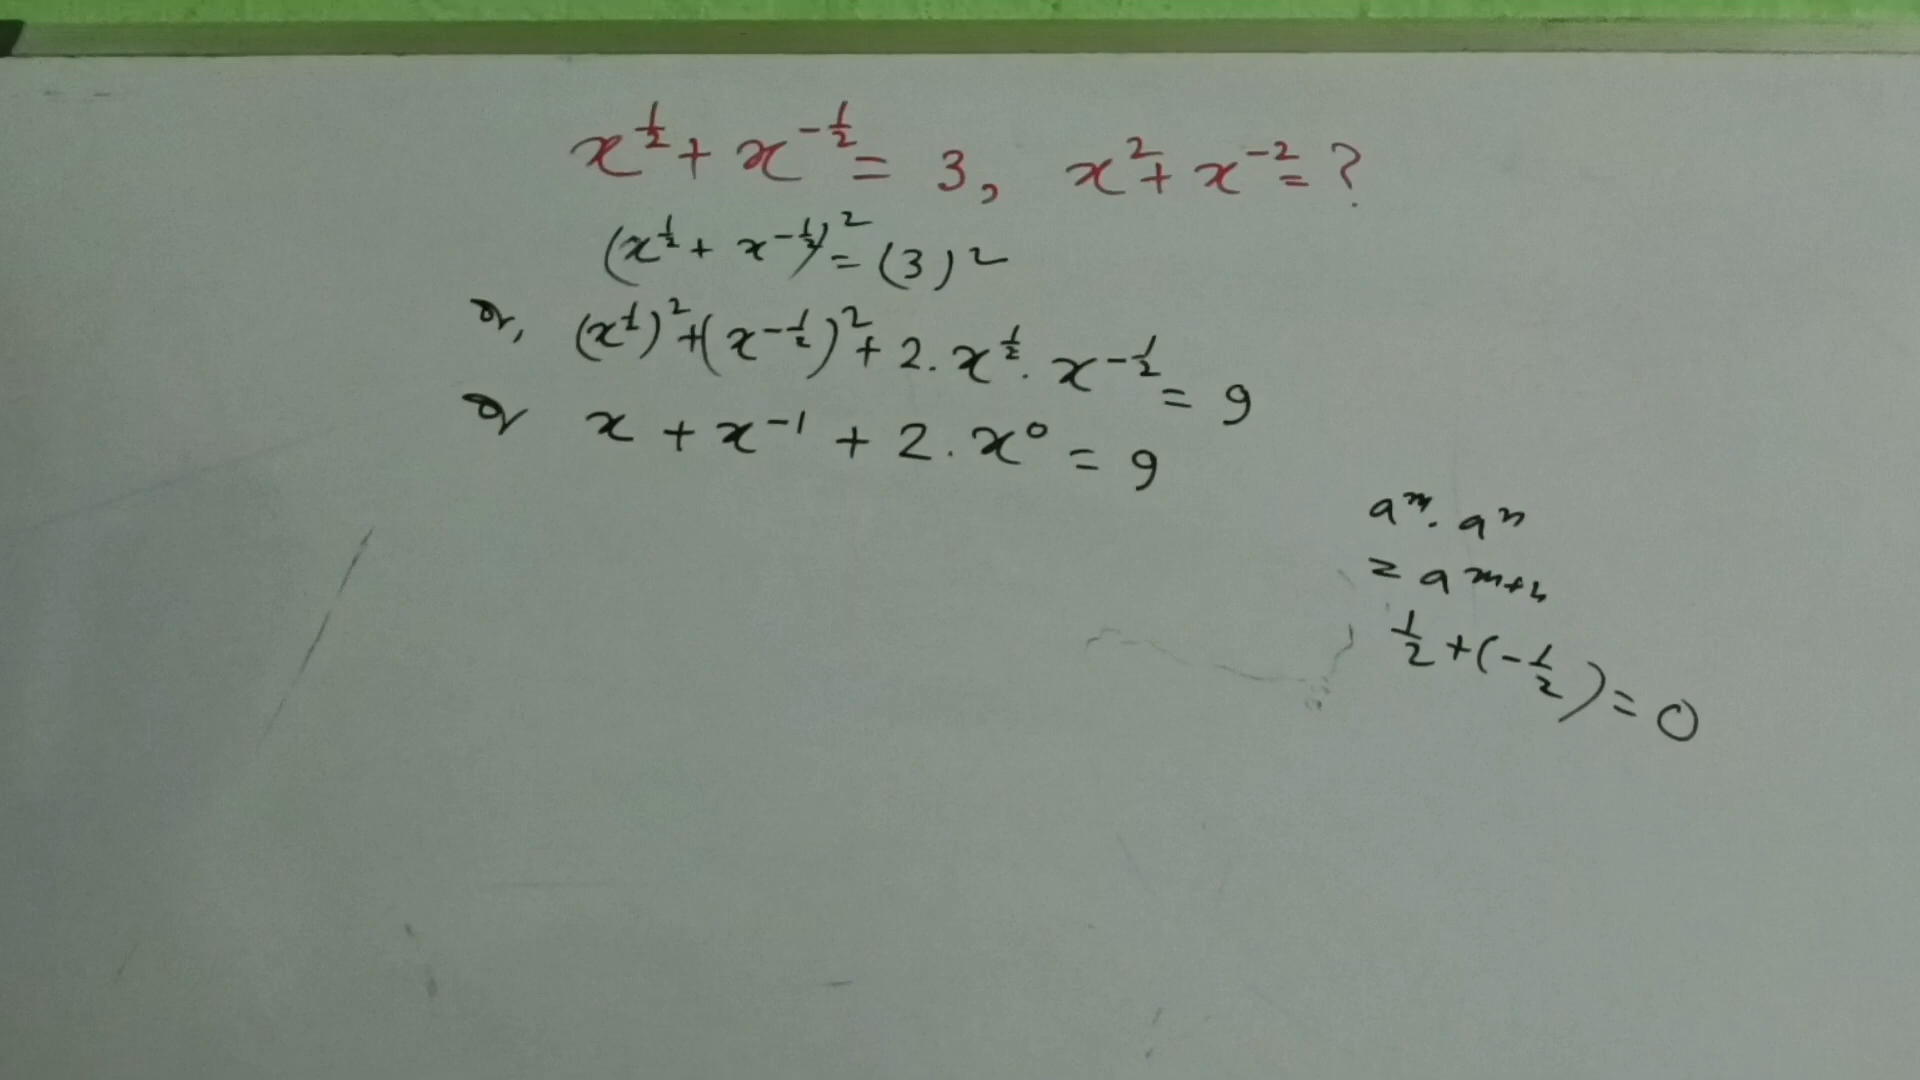 x^{1/2} + x^{-1/2} = 3, x^2 + x^{-2} = ?
(x^{1/2} + x^{-1/2})^2 = (3)^2
or, (x^{1/2})^2 + (x^{-1/2})^2 + 2. x^{1/2}. x^{-1/2} = 9
or x + x^{-1} + 2. x^0 = 9
a^m. a^n
= a^{m+n}
1/2 + (-1/2) = 0